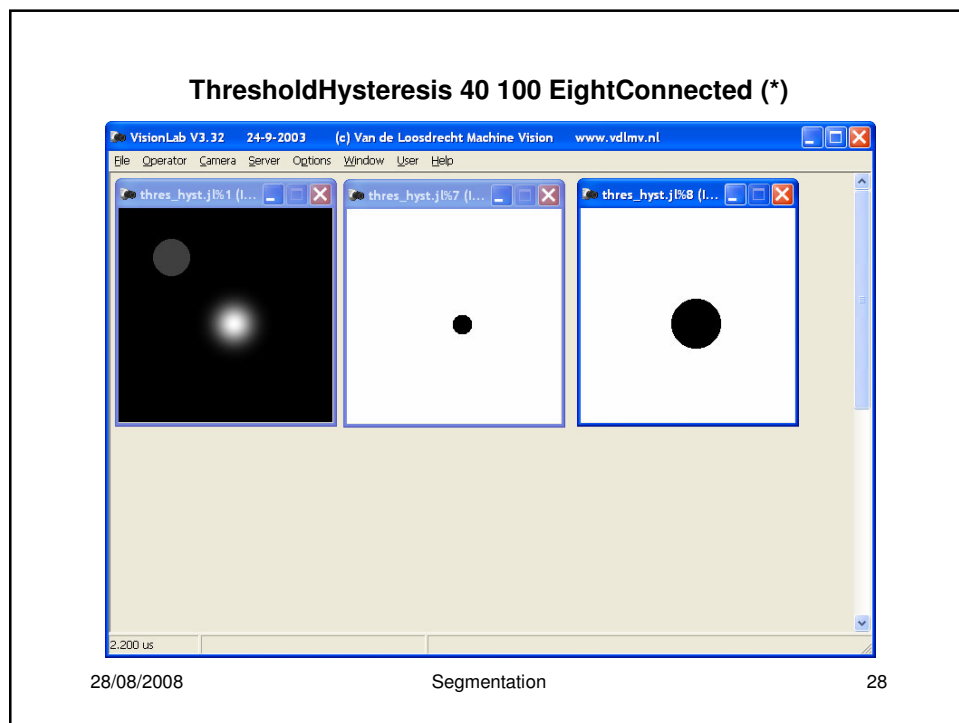 ThresholdHysteresis 40 100 EightConnected (*)
VisionLab V3.32 24-9-2003 (c) Van de Loosdrecht Machine Vision www.vdlmv.nl
File Operator Camera Server Options Window User Help
thres_hyst.jl%1 (I... thres_hyst.jl%7 (I... thres_hyst.jl%8 (I...
2.200 us
28/08/2008 Segmentation 28